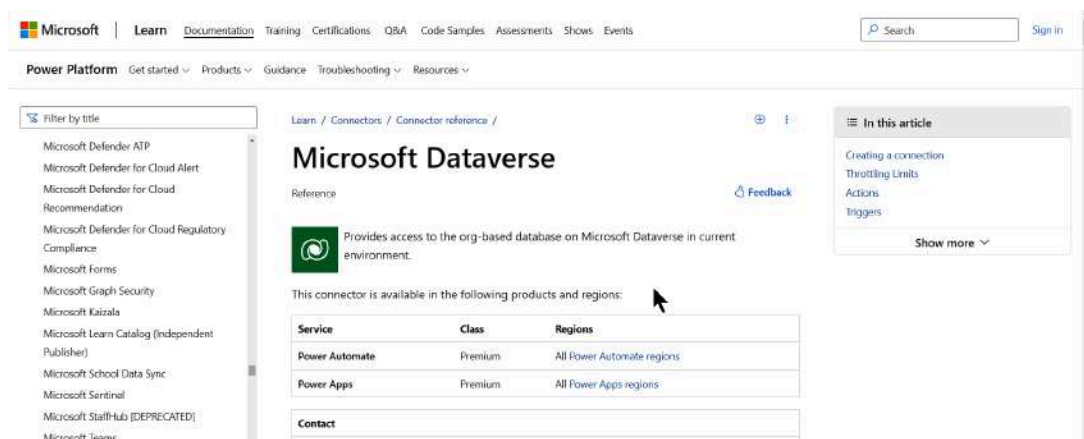 Microsoft | Learn Documentation Training Certifications Q&A Code Samples Assessments Shows Events Search Sign in
Power Platform Get started Products Guidance Troubleshooting Resources
Filter by title
Microsoft Defender ATP
Microsoft Defender for Cloud Alert
Microsoft Defender for Cloud
Recommendation
Microsoft Defender for Cloud Regulatory
Compliance
Microsoft Forms
Microsoft Graph Security
Microsoft Kaizala
Microsoft Learn Catalog (Independent
Publisher)
Microsoft School Data Sync
Microsoft Sentinel
Microsoft StaffHub [DEPRECATED]
Microsoft Teams
Learn / Connectors / Connector reference /
Microsoft Dataverse
Reference
Feedback
Provides access to the org-based database on Microsoft Dataverse in current
environment.
This connector is available in the following products and regions:
Service Class Regions
Power Automate Premium All Power Automate regions
Power Apps Premium All Power Apps regions
Contact
In this article
Creating a connection
Throttling Limits
Actions
Triggers
Show more